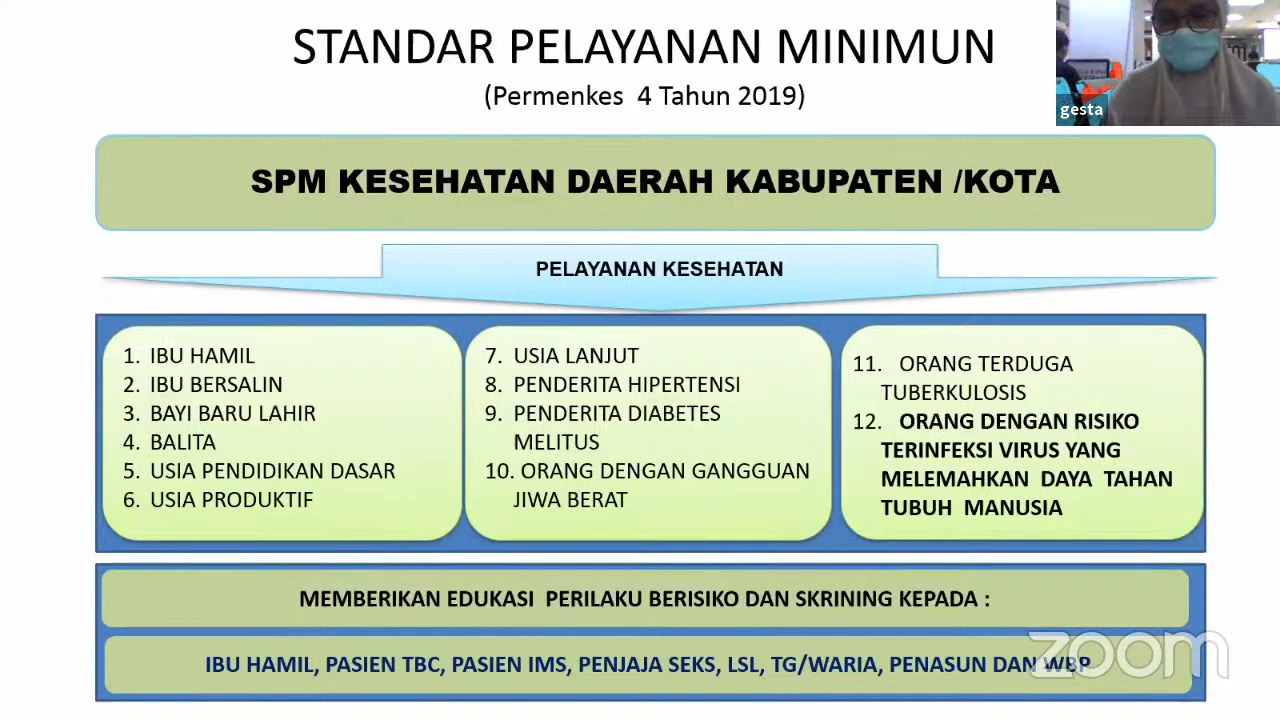 STANDAR PELAYANAN MINIMUN
(Permenkes 4 Tahun 2019)
gesta
SPM KESEHATAN DAERAH KABUPATEN /KOTA
PELAYANAN KESEHATAN
1. IBU HAMIL
2. IBU BERSALIN
3. BAYI BARU LAHIR
4. BALITA
5. USIA PENDIDIKAN DASAR
6. USIA PRODUKTIF
7. USIA LANJUT
8. PENDERITA HIPERTENSI
9. PENDERITA DIABETES
MELITUS
10. ORANG DENGAN GANGGUAN
JIWA BERAT
11. ORANG TERDUGA
TUBERKULOSIS
12. ORANG DENGAN RISIKO
TERINFEKSI VIRUS YANG
MELEMAHKAN DAYA TAHAN
TUBUH MANUSIA
MEMBERIKAN EDUKASI PERILAKU BERISIKO DAN SKRINING KEPADA :
IBU HAMIL, PASIEN TBC, PASIEN IMS, PENJAJA SEKS, LSL, TG/WARIA, PENASUN DAN WBP
zoom